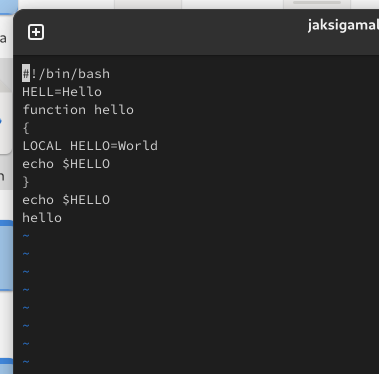 a
jaksigamal
#!/bin/bash
HELL=Hello
function hello
{
LOCAL HELLO=World
echo $HELLO
}
echo $HELLO
hello
~
~
~
~
~
~
~
~
n